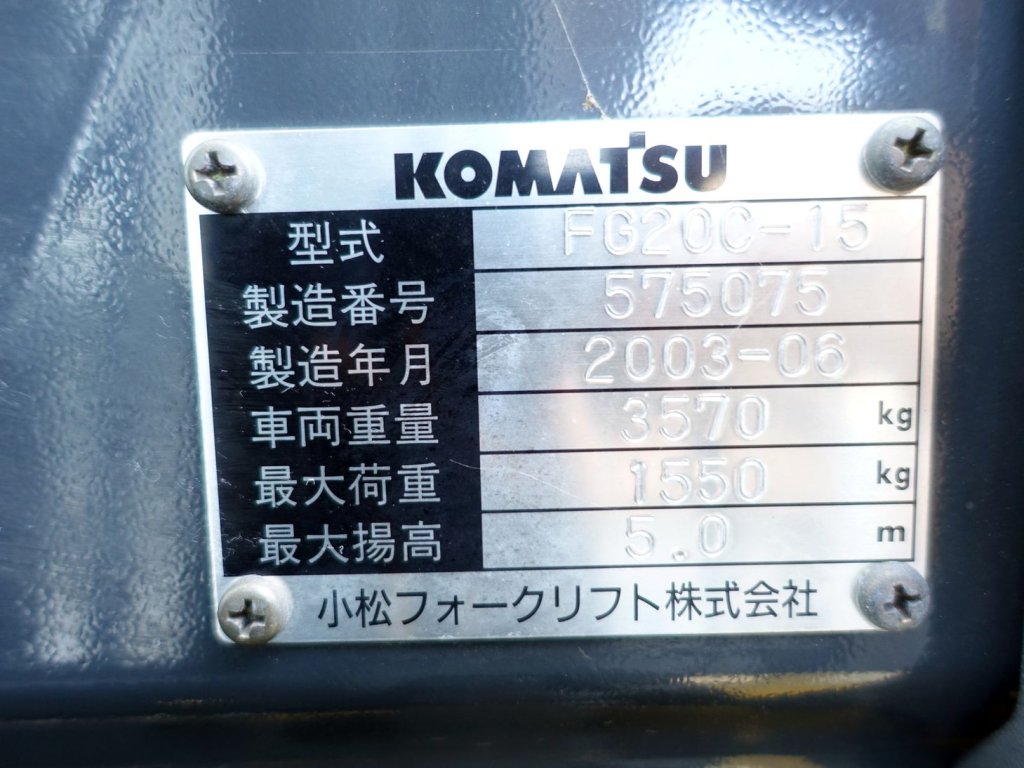 KOMATSU
型式 FG20C-15
製造番号 575075
製造年月 2003-06
車両重量 3570 kg
最大荷重 1550 kg
最大揚高 5.0 m
小松フォークリフト株式会社